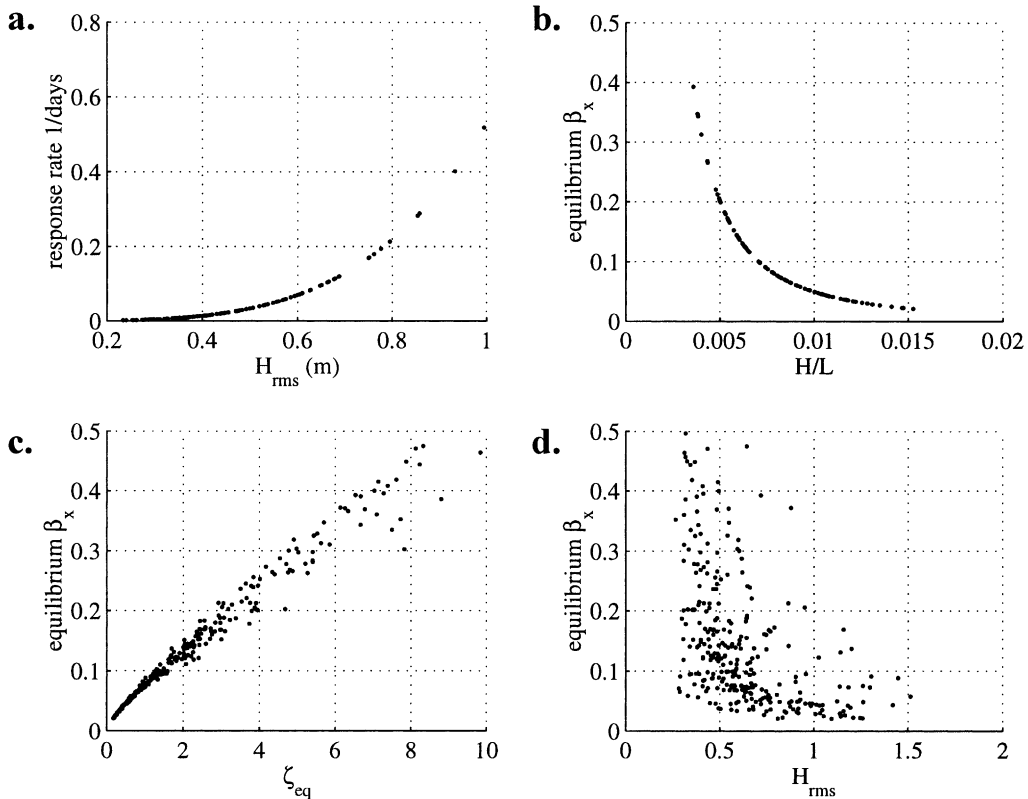 a.
response rate 1/days
0.8
0.6
0.4
0.2
0
0.2 0.4 0.6 0.8 1
H_rms (m)
b.
equilibrium β_x
0.5
0.4
0.3
0.2
0.1
0
0 0.005 0.01 0.015 0.02
H/L
c.
equilibrium β_x
0.5
0.4
0.3
0.2
0.1
0
0 2 4 6 8 10
ζ_eq
d.
equilibrium β_x
0.5
0.4
0.3
0.2
0.1
0
0 0.5 1 1.5 2
H_rms